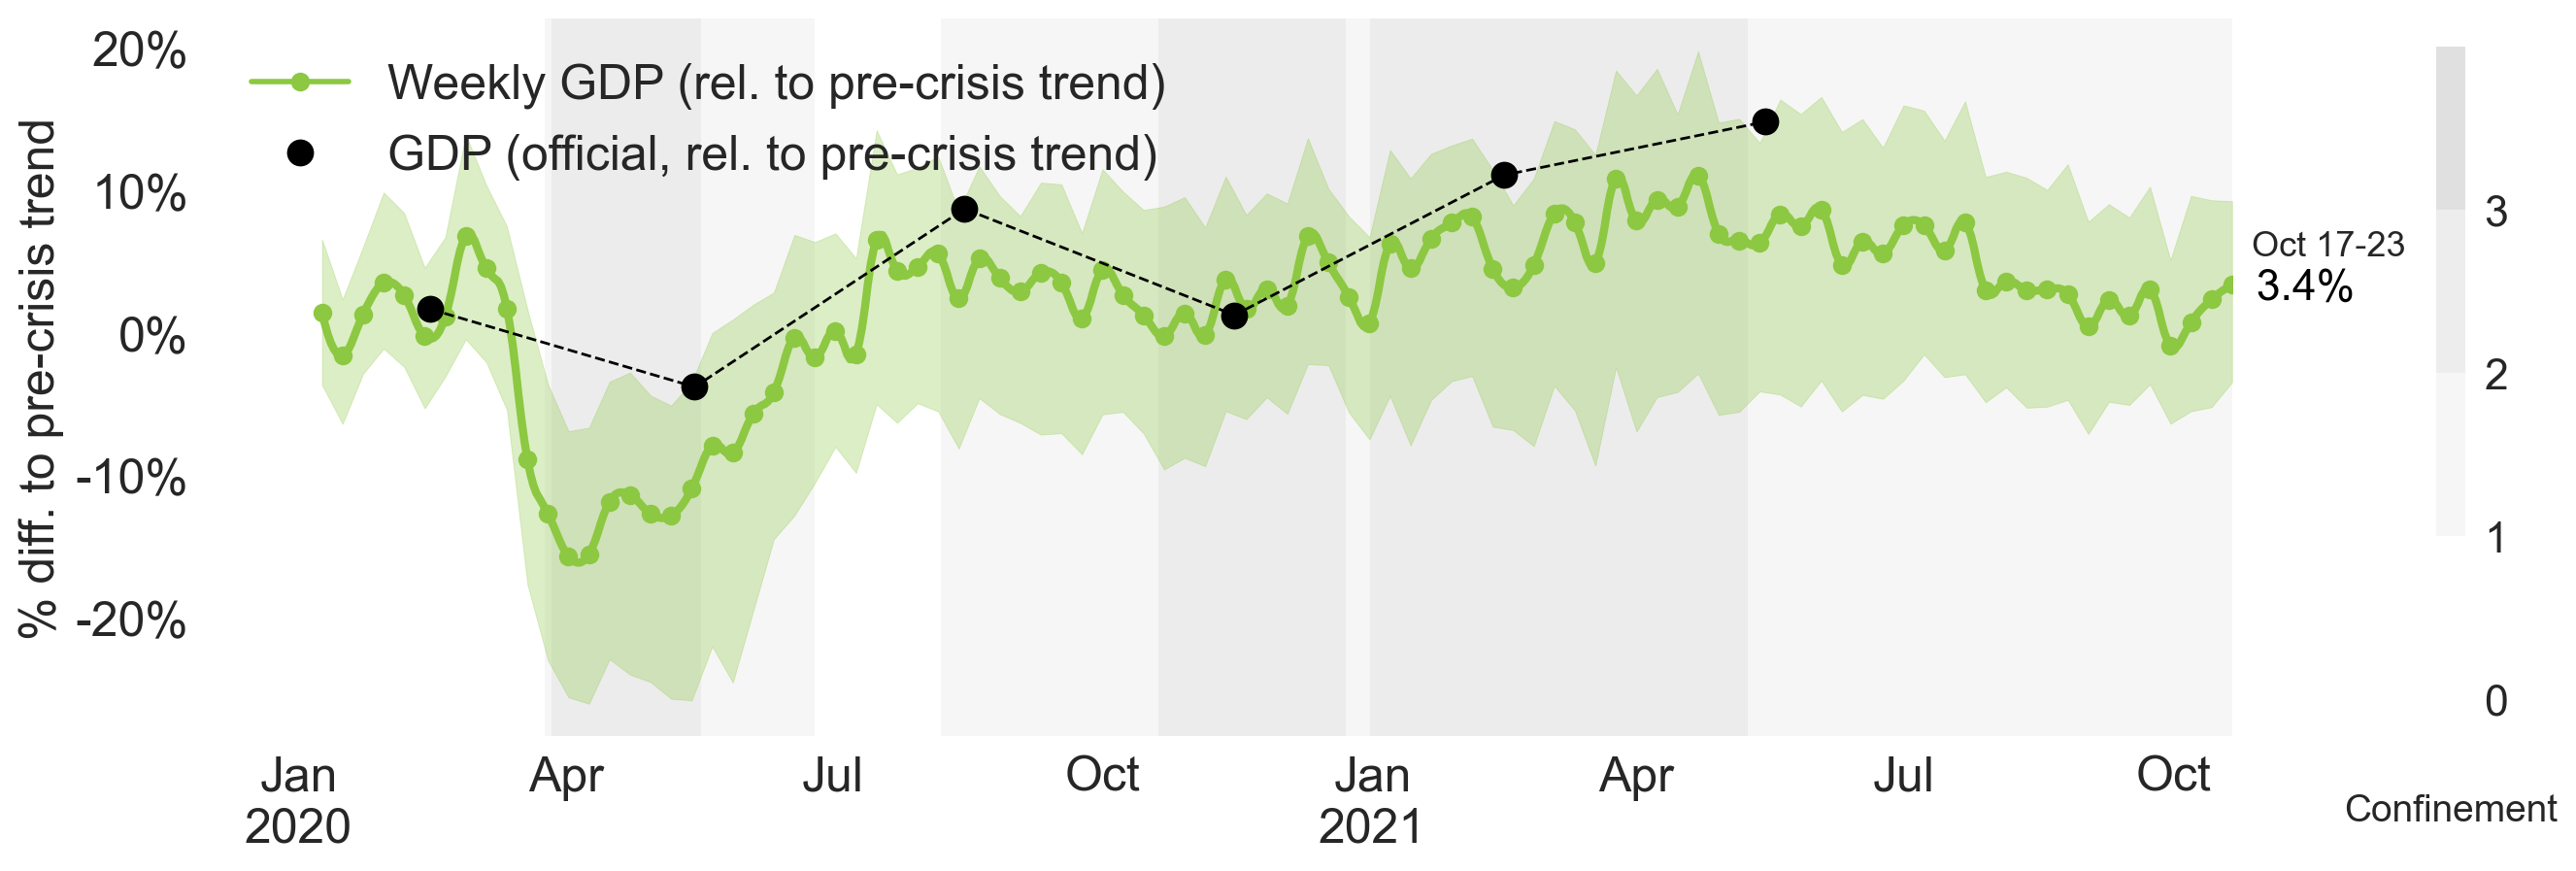 % diff. to pre-crisis trend
20%
10%
0%
-10%
-20%
Weekly GDP (rel. to pre-crisis trend)
GDP (official, rel. to pre-crisis trend)
Oct 17-23
3.4%
3
2
1
0
Confinement
Jan Apr Jul Oct Jan Apr Jul Oct
2020 2021